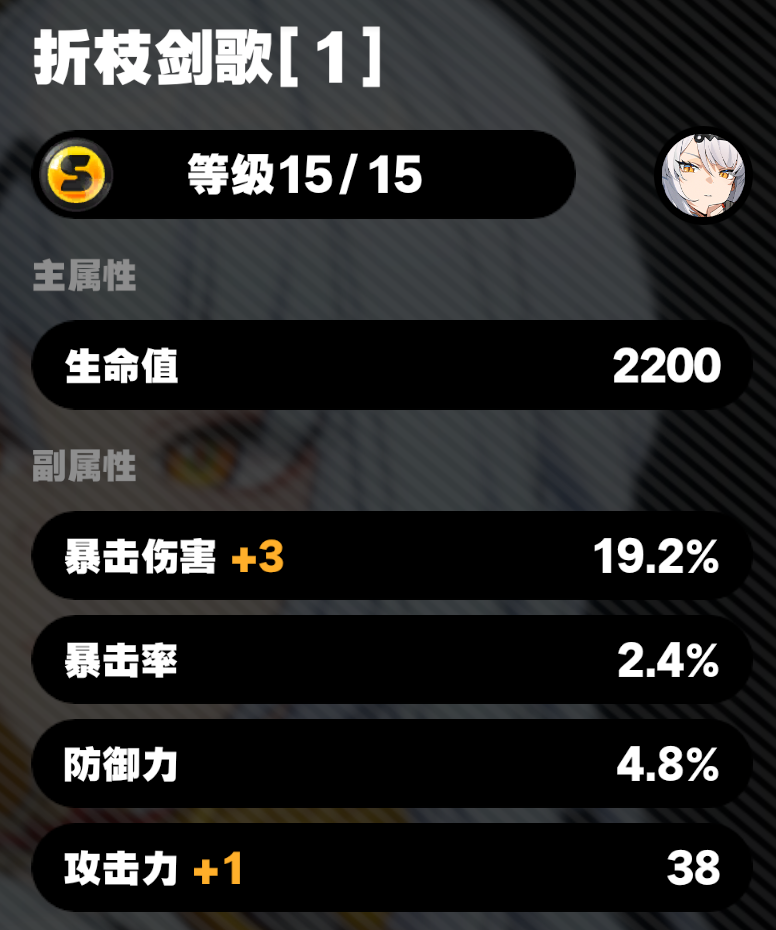 折枝剑歌[1]
S 等级15/15
主属性
生命值 2200
副属性
暴击伤害 +3 19.2%
暴击率 2.4%
防御力 4.8%
攻击力 +1 38